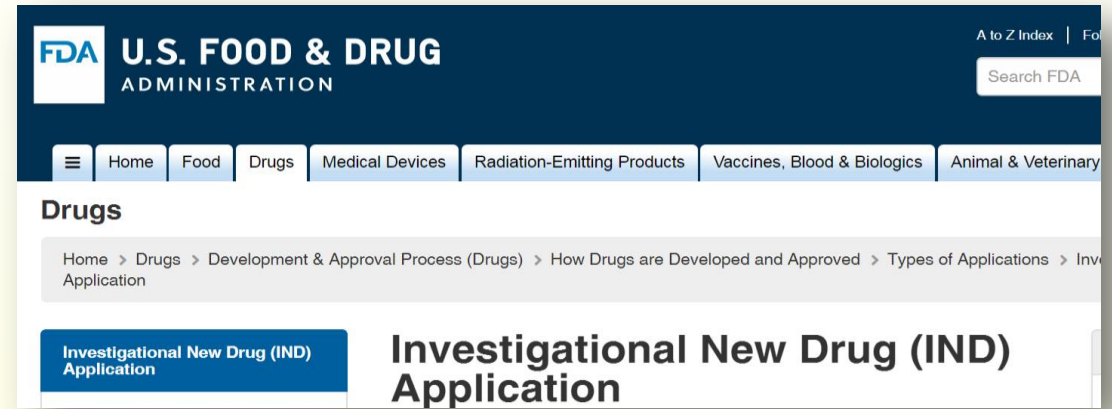 FDA U.S. FOOD & DRUG
ADMINISTRATION
A to Z Index
Search FDA
Home Food Drugs Medical Devices Radiation-Emitting Products Vaccines, Blood & Biologics Animal & Veterinary
Drugs
Home > Drugs > Development & Approval Process (Drugs) > How Drugs are Developed and Approved > Types of Applications >
Application
Investigational New Drug (IND)
Application
Investigational New Drug (IND)
Application